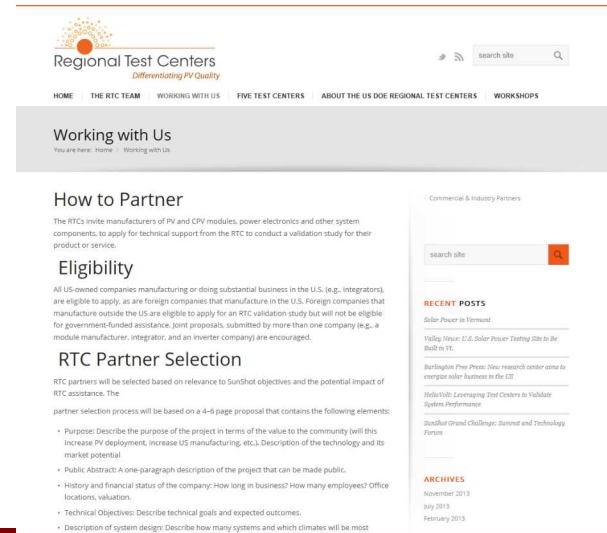 Regional Test Centers
Differentiating PV Quality
search site
HOME
THE RTC TEAM
WORKING WITH US
FIVE TEST CENTERS
ABOUT THE US DOE REGIONAL TEST CENTERS
WORKSHOPS
Working with Us
You are here: Home / Working with Us
How to Partner
The RTCs invite manufacturers of PV and CPV modules, power electronics and other system
components, to apply for technical support from the RTC to conduct a validation study for their
product or service.
Eligibility
All US-owned companies manufacturing or doing substantial business in the U.S. (e.g., integrators),
are eligible to apply, as are foreign companies that manufacture in the U.S. Foreign companies that
manufacture outside the US are eligible to apply for an RTC validation study but will not be eligible
for government-funded assistance. Joint proposals, submitted by more than one company (e.g., a
module manufacturer, integrator, and an inverter company) are encouraged.
RTC Partner Selection
RTC partners will be selected based on relevance to SunShot objectives and the potential impact of
RTC assistance. The
partner selection process will be based on a 4–6 page proposal that contains the following elements:
• Purpose: Describe the purpose of the project in terms of the value to the community (will this
increase PV deployment, increase US manufacturing, etc.). Description of the technology and its
market potential
• Public Abstract: A one-paragraph description of the project that can be made public.
• History and financial status of the company: How long in business? How many employees? Office
locations, valuation.
• Technical Objectives: Describe technical goals and expected outcomes.
• Description of system design: Describe how many systems and which climates will be most
Commercial & Industry Partners
search site
RECENT POSTS
Solar Power in Vermont
Valley News: U.S. Solar Power Testing Site to Be
Built in Vt.
Burlington Free Press: New research center aims to
energize solar business in the US
HelioVolt: Leveraging Test Centers to Validate
System Performance
SunShot Grand Challenge: Summit and Technology
Forum
ARCHIVES
November 2013
July 2013
February 2013